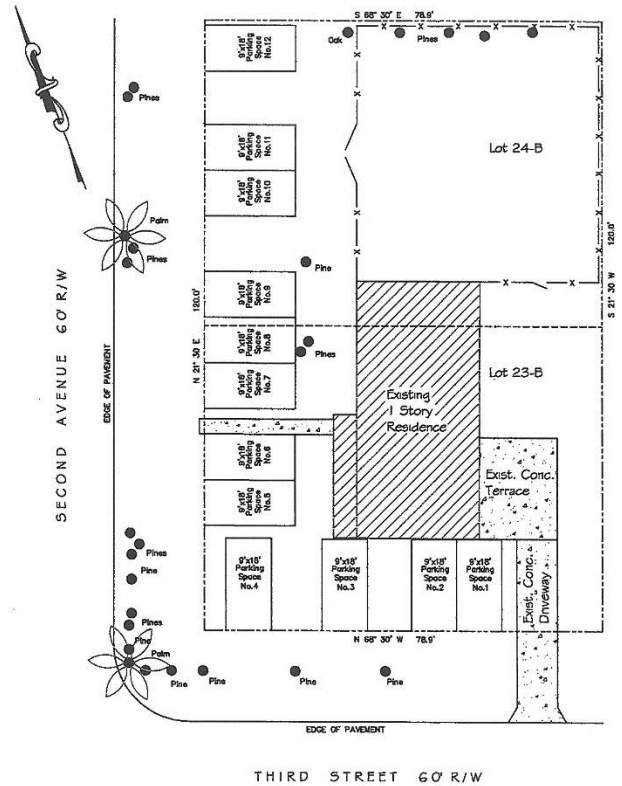 S 68° 30' E 78.9'
9'x18'
Parking
Space
No.12
Oak
Pines
Pines
9'x18'
Parking
Space
No.11
Lot 24-B
9'x18'
Parking
Space
No.10
Palm
Pines
Pine
120.0'
S 21° 30 W
9'x18'
Parking
Space
No.9
120.0'
N 21° 30 E
9'x18'
Parking
Space
No.8
Pines
9'x18'
Parking
Space
No.7
Lot 23-B
SECOND AVENUE 60' R/W
EDGE OF PAVEMENT
Existing
1 Story
Residence
9'x18'
Parking
Space
No.6
Exist. Conc.
Terrace
9'x18'
Parking
Space
No.5
Pines
Pine
9'x18'
Parking
Space
No.4
9'x18'
Parking
Space
No.3
9'x18'
Parking
Space
No.2
9'x18'
Parking
Space
No.1
Exist. Conc.
Driveway
Pines
Pine
Palm
N 68° 30' W 78.9'
Pine
Pine
Pine
Pine
EDGE OF PAVEMENT
THIRD STREET 60' R/W